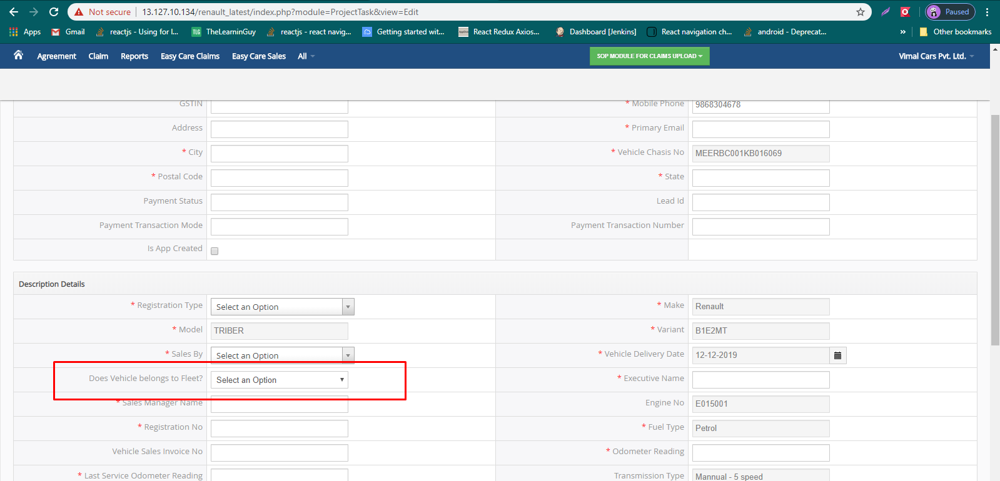 Not secure | 13.127.10.134/renault_latest/index.php?module=ProjectTask&view=Edit Paused
Apps Gmail reactjs - Using for l... TLG TheLearninGuy reactjs - react navig... Getting started wit... React Redux Axios... Dashboard [Jenkins] React navigation ch... android - Deprecat... » Other bookmarks
Agreement Claim Reports Easy Care Claims Easy Care Sales All SOP MODULE FOR CLAIMS UPLOAD Vimal Cars Pvt. Ltd.
GSTIN * Mobile Phone 9868304678
Address * Primary Email
* City * Vehicle Chasis No MEERBC001KB016069
* Postal Code * State
Payment Status Lead Id
Payment Transaction Mode Payment Transaction Number
Is App Created
Description Details
* Registration Type Select an Option * Make Renault
* Model TRIBER * Variant B1E2MT
* Sales By Select an Option * Vehicle Delivery Date 12-12-2019
Does Vehicle belongs to Fleet? Select an Option * Executive Name
* Sales Manager Name Engine No E015001
* Registration No * Fuel Type Petrol
Vehicle Sales Invoice No * Odometer Reading
* Last Service Odometer Reading Transmission Type Mannual - 5 speed